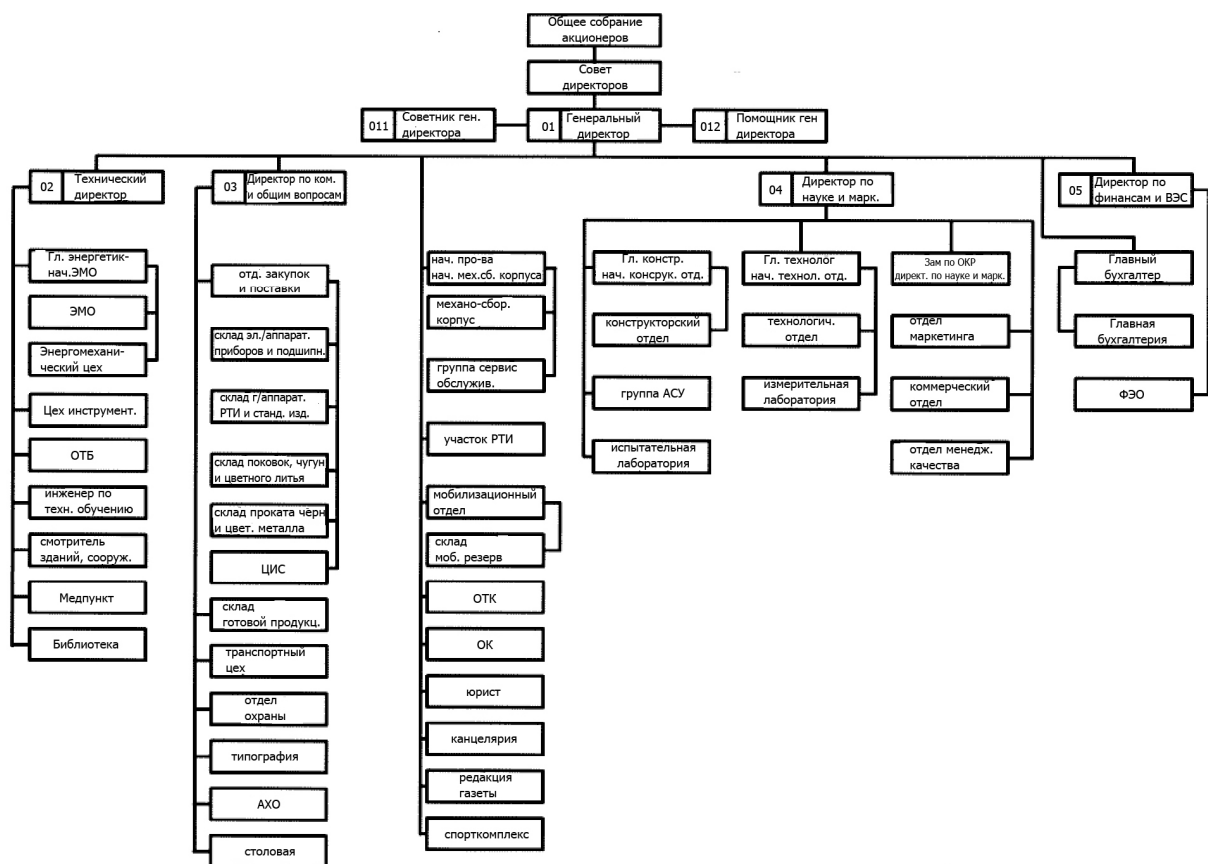 Общее собрание
акционеров
Совет
директоров
011
Советник ген.
директора
01
Генеральный
директор
012
Помощник ген
директора
02
Технический
директор
03
Директор по ком.
и общим вопросам
04
Директор по
науке и марк.
05
Директор по
финансам и ВЭС
Гл. энергетик-
нач.ЭМО
ЭМО
Энергомехани-
ческий цех
Цех инструмент.
ОТБ
инженер по
техн. обучению
смотритель
зданий, сооруж.
Медпункт
Библиотека
отд. закупок
и поставки
склад эл./аппарат.
приборов и подшипн.
склад г/аппарат.
РТИ и станд. изд.
склад поковок, чугун
и цветного литья
склад проката черн
и цвет. металла
ЦИС
склад
готовой продукц.
транспортный
цех
отдел
охраны
типография
АХО
столовая
нач. про-ва
нач. мех.сб. корпуса
механо-сбор.
корпус
группа сервис
обслужив.
участок РТИ
мобилизационный
отдел
склад
моб. резерв
ОТК
ОК
юрист
канцелярия
редакция
газеты
спорткомплекс
Гл. констр.
нач. консрук. отд.
конструкторский
отдел
группа АСУ
испытательная
лаборатория
Гл. технолог
нач. технол. отд.
технологич.
отдел
измерительная
лаборатория
Зам по ОКР
директ. по науке и марк.
отдел
маркетинга
коммерческий
отдел
отдел менедж.
качества
Главный
бухгалтер
Главная
бухгалтерия
ФЭО